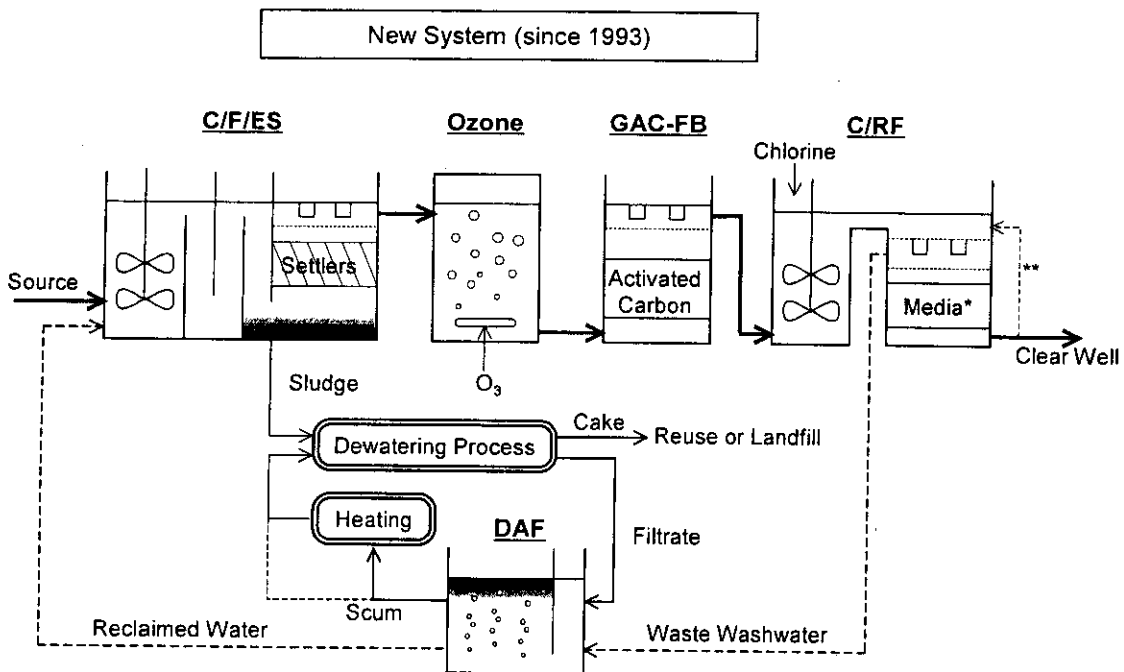 New System (since 1993)
C/F/ES
Ozone
GAC-FB
C/RF
Chlorine
Source
Settlers
Activated
Carbon
Media*
**
Clear Well
O₃
Sludge
Dewatering Process
Cake
Reuse or Landfill
Heating
DAF
Filtrate
Scum
Reclaimed Water
Waste Washwater